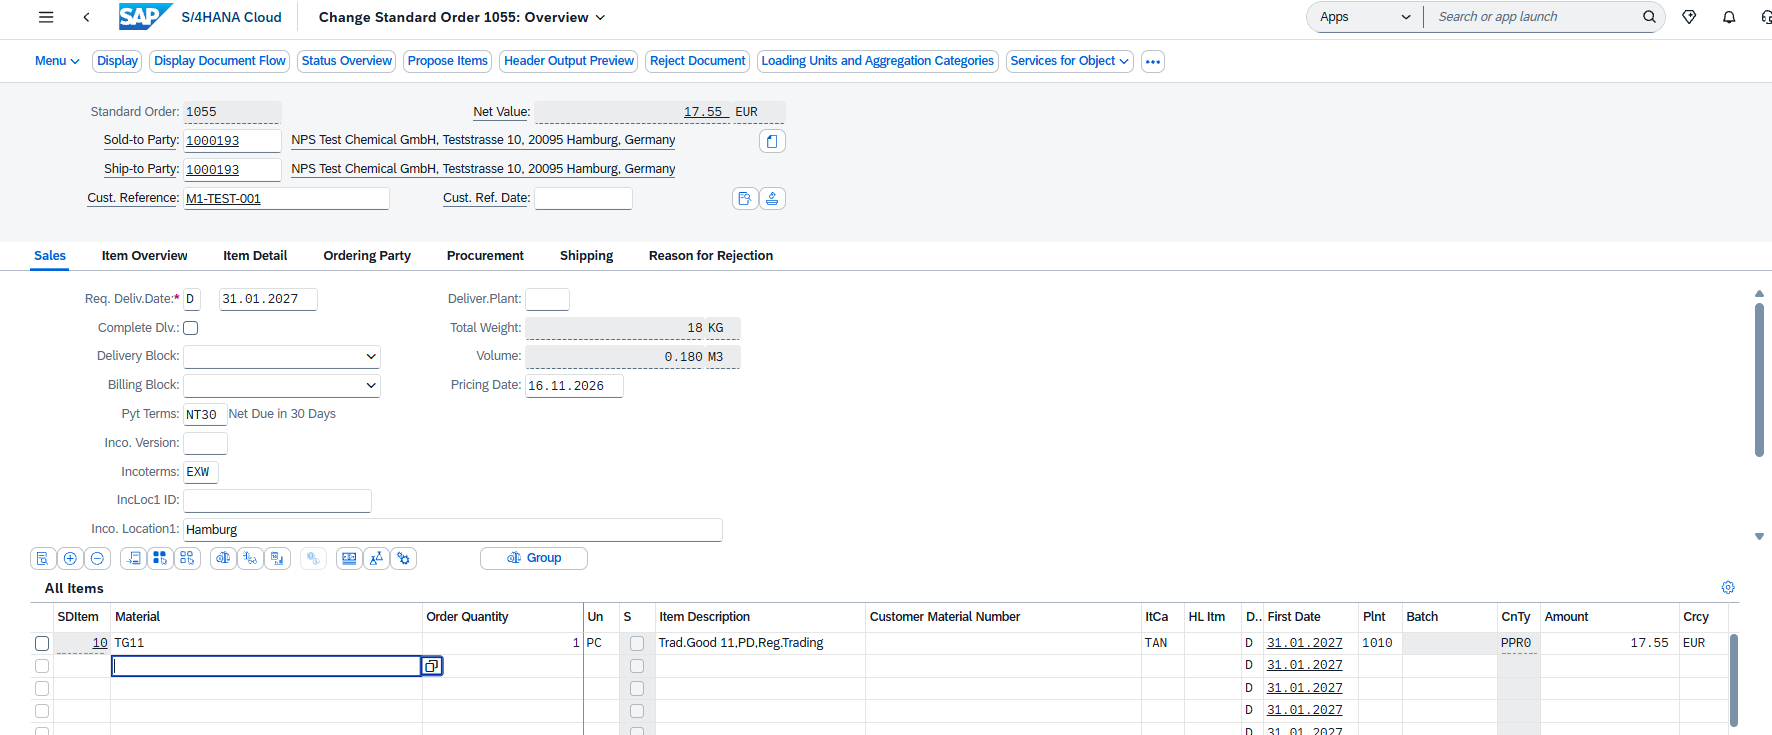 SAP S/4HANA Cloud Change Standard Order 1055: Overview Apps Search or app launch
Menu Display Display Document Flow Status Overview Propose Items Header Output Preview Reject Document Loading Units and Aggregation Categories Services for Object
Standard Order: 1055 Net Value: 17.55 EUR
Sold-to Party: 1000193 NPS Test Chemical GmbH, Teststrasse 10, 20095 Hamburg, Germany
Ship-to Party: 1000193 NPS Test Chemical GmbH, Teststrasse 10, 20095 Hamburg, Germany
Cust. Reference: M1-TEST-001 Cust. Ref. Date:
Sales Item Overview Item Detail Ordering Party Procurement Shipping Reason for Rejection
Req. Deliv.Date:* D 31.01.2027 Deliver.Plant:
Complete Dlv.: Total Weight: 18 KG
Delivery Block: Volume: 0.180 M3
Billing Block: Pricing Date: 16.11.2026
Pyt Terms: NT30 Net Due in 30 Days
Inco. Version:
Incoterms: EXW
IncLoc1 ID:
Inco. Location1: Hamburg
Group
All Items
SDItem Material Order Quantity Un S Item Description Customer Material Number ItCa HL Itm D.. First Date Plnt Batch CnTy Amount Crcy
10 TG11 1 PC Trad.Good 11,PD,Reg.Trading TAN D 31.01.2027 1010 PPR0 17.55 EUR
D 31.01.2027
D 31.01.2027
D 31.01.2027
D 31.01.2027